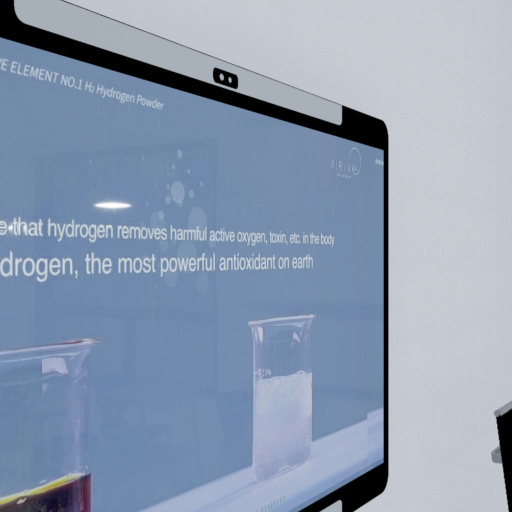 ELEMENT NO.1 H₂ Hydrogen Powder
that hydrogen removes harmful active oxygen, toxin, etc. in the body
drogen, the most powerful antioxidant on earth